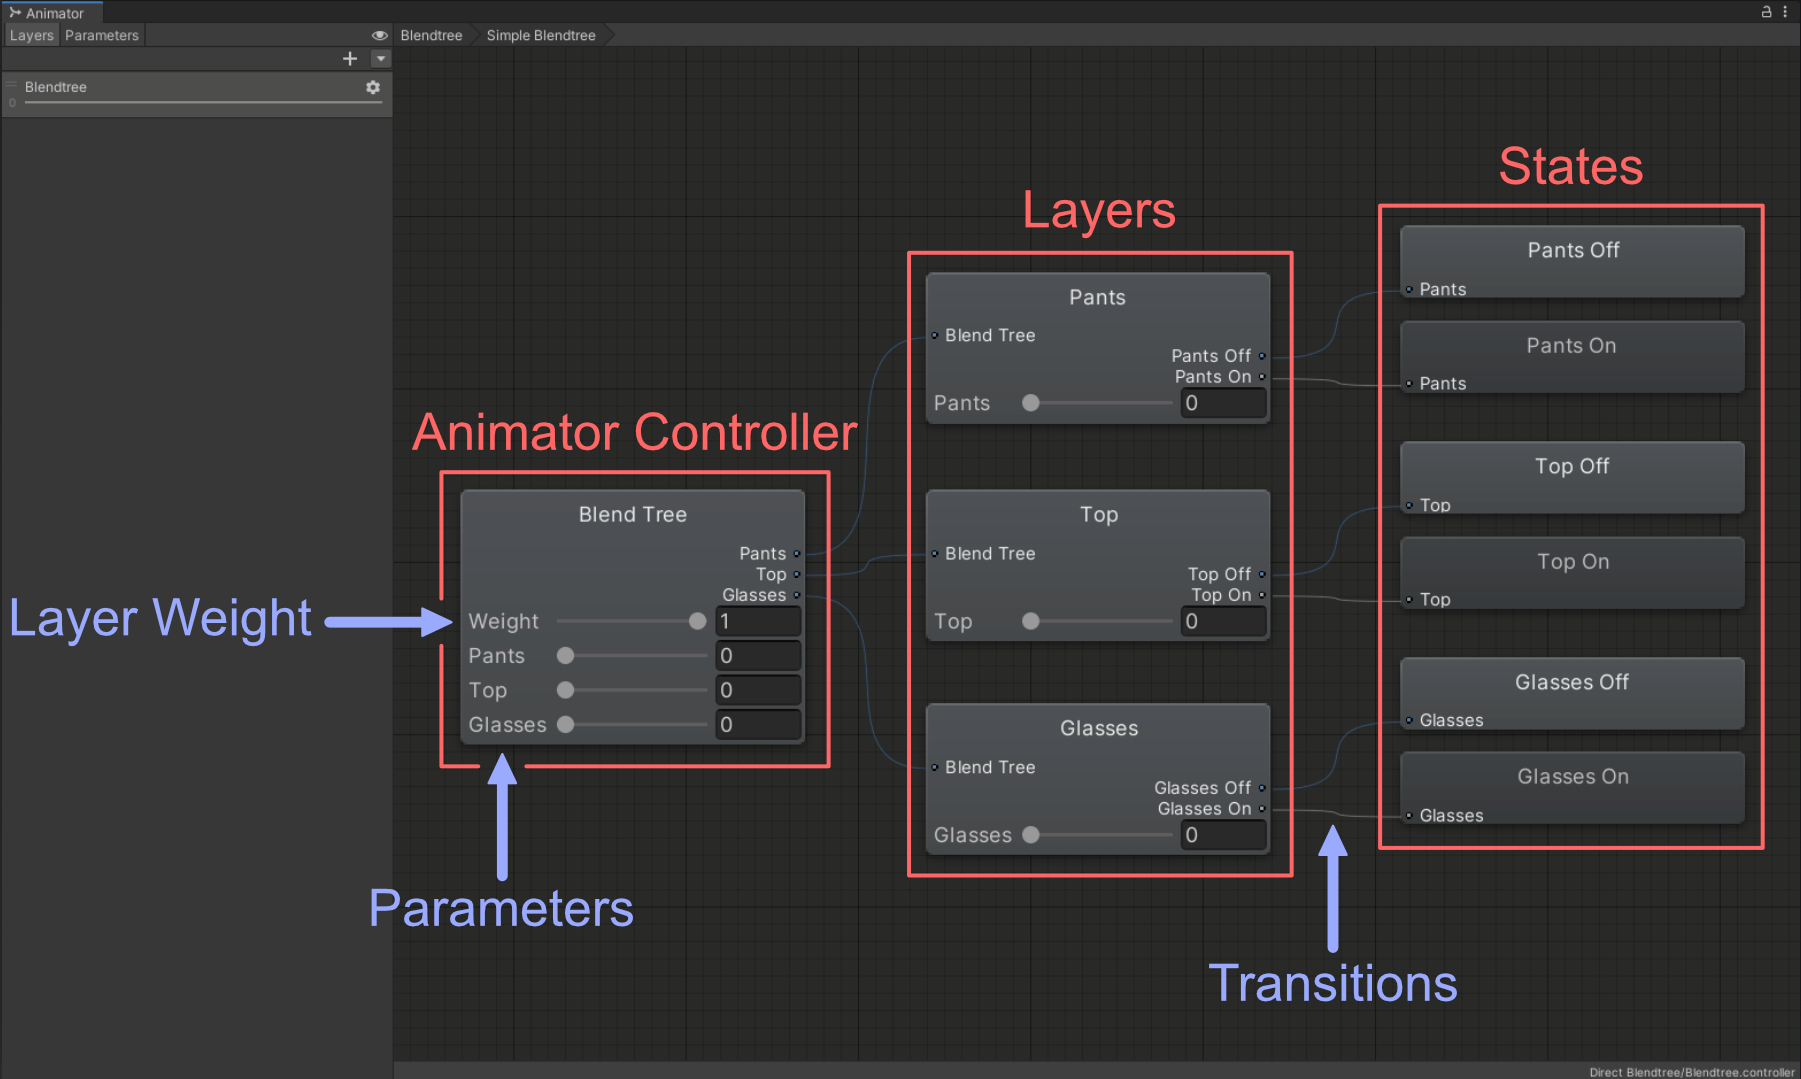 Animator
Layers Parameters
Blendtree Simple Blendtree
Blendtree
0
States
Layers
Animator Controller
Layer Weight
Parameters
Transitions
Blend Tree
Pants
Top
Glasses
Weight 1
Pants 0
Top 0
Glasses 0
Pants
Blend Tree
Pants Off
Pants On
Pants 0
Top
Blend Tree
Top Off
Top On
Top 0
Glasses
Blend Tree
Glasses Off
Glasses On
Glasses 0
Pants Off
Pants
Pants On
Pants
Top Off
Top
Top On
Top
Glasses Off
Glasses
Glasses On
Glasses
Direct Blendtree/Blendtree.controller